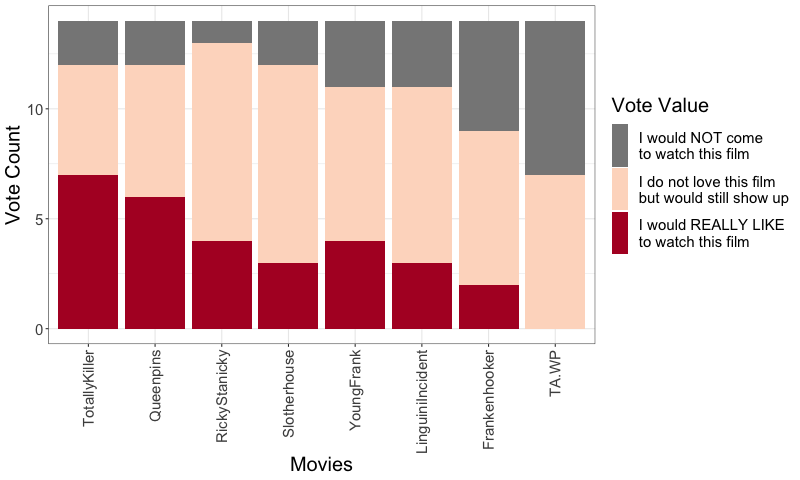 Vote Count
10
5
0
TotallyKiller
Queenpins
RickyStanicky
Slotherhouse
YoungFrank
LinguiniIncident
Frankenhooker
TA.WP
Movies
Vote Value
I would NOT come
to watch this film
I do not love this film
but would still show up
I would REALLY LIKE
to watch this film